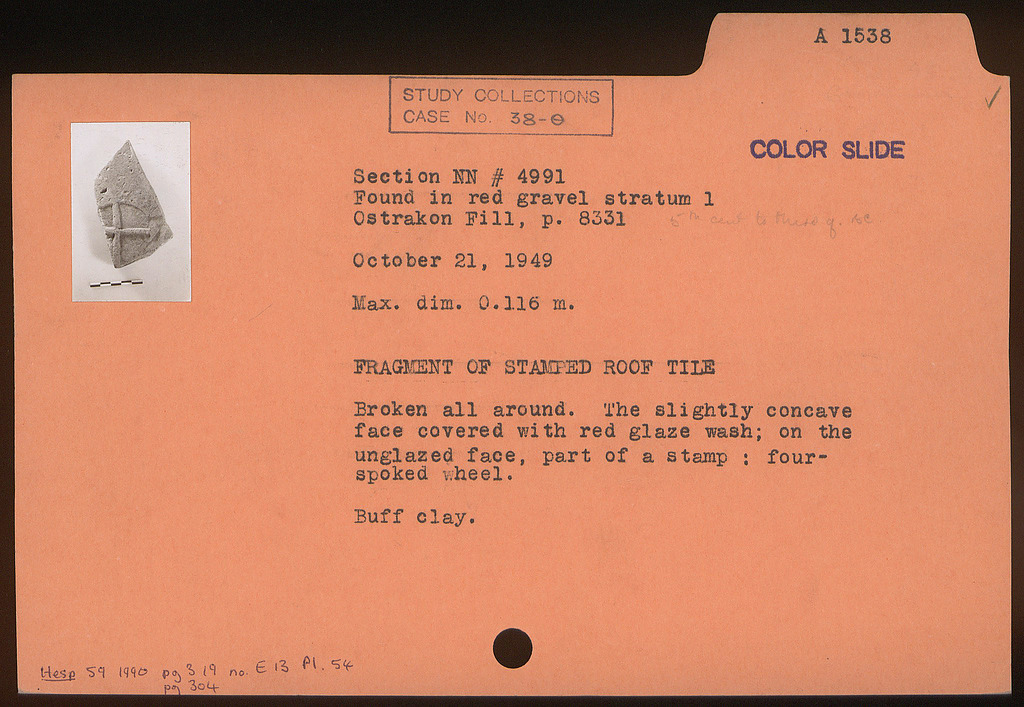 A 1538
STUDY COLLECTIONS
CASE No. 38-
COLOR SLIDE
Section NN # 4991
Found in red gravel stratum 1
Ostrakon Fill, p. 8331
October 21, 1949
Max. dim. 0.116 m.
FRAGMENT OF STAMPED ROOF TILE
Broken all around. The slightly concave
face covered with red glaze wash; on the
unglazed face, part of a stamp : four-
spoked wheel.
Buff clay.
Hesp 59 1990 pg 319 no. E 13 Pl. 54
pg 304